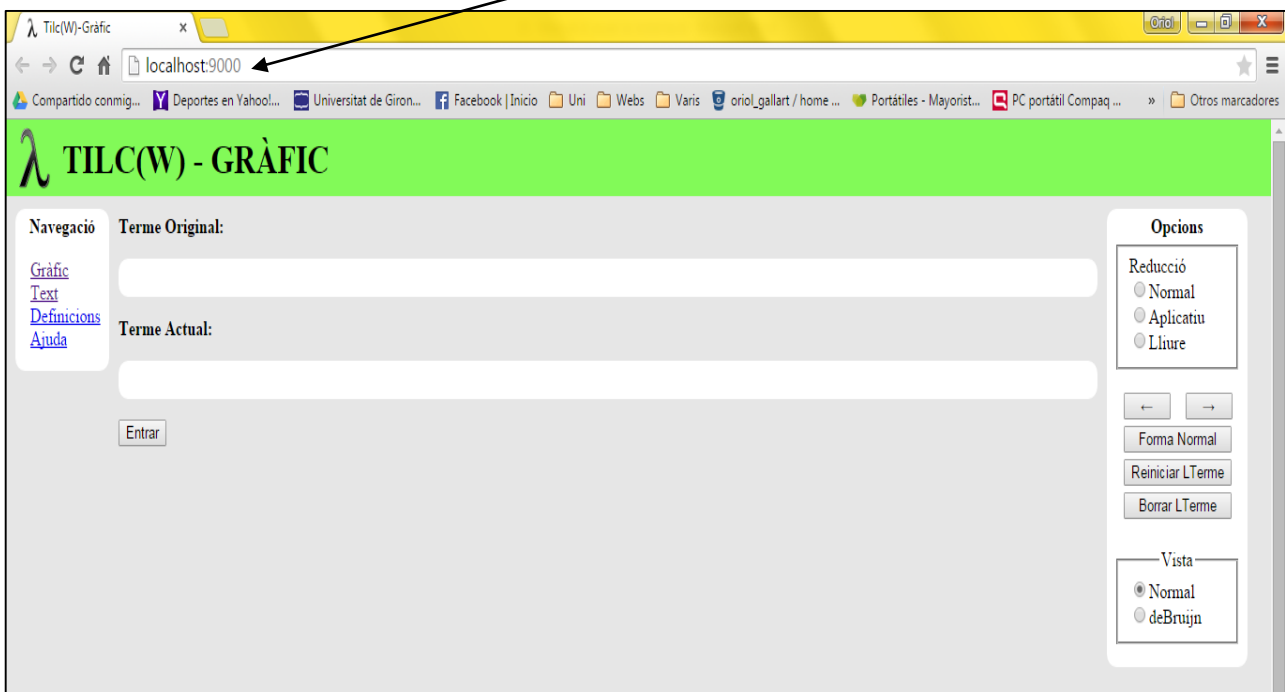 Tilc(W)-Gràfic
Oriol
localhost:9000
Compartido conmig... Deportes en Yahoo!... Universitat de Giron... Facebook | Inicio Uni Webs Varis oriol_gallart / home ... Portátiles - Mayorist... PC portátil Compaq ... » Otros marcadores
λ TILC(W) - GRÀFIC
Navegació
Gràfic
Text
Definicions
Ajuda
Terme Original:
Terme Actual:
Entrar
Opcions
Reducció
Normal
Aplicatiu
Lliure
← →
Forma Normal
Reiniciar LTerme
Borrar LTerme
Vista
Normal
deBruijn